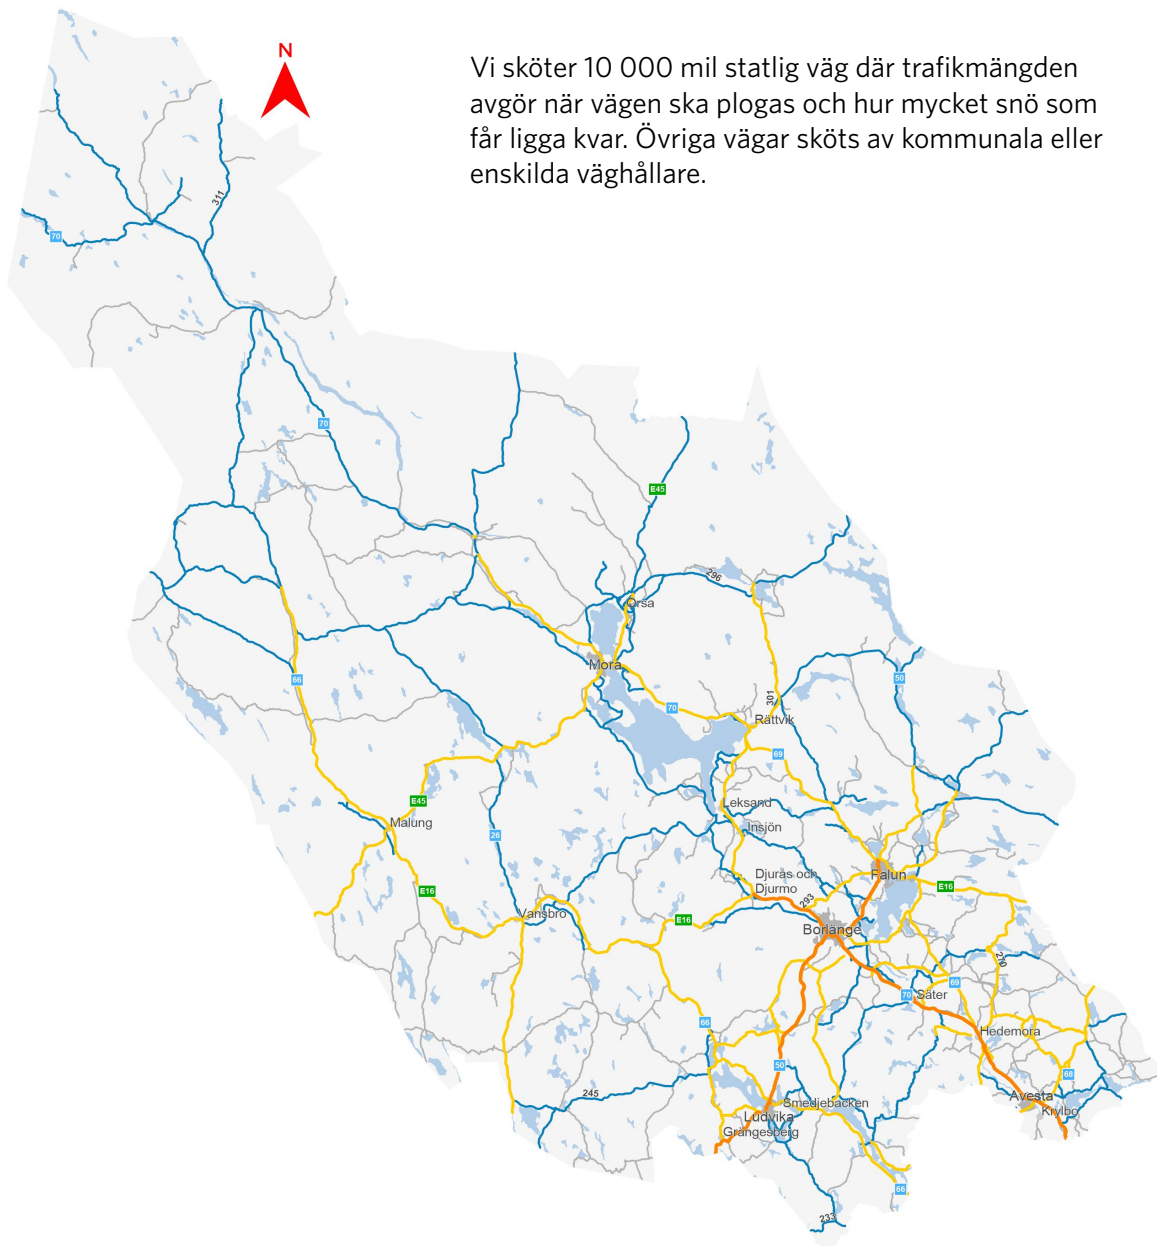 N
Vi sköter 10 000 mil statlig väg där trafikmängden
avgör när vägen ska plogas och hur mycket snö som
får ligga kvar. Övriga vägar sköts av kommunala eller
enskilda väghållare.
311
70
70
E45
296
Orsa
Mora
66
50
301
70
Rättvik
69
E45
Leksand
Malung
Insjön
26
Djurås och
Djurmo
Falun
E16
E16
293
Vansbro
E16
Borlänge
270
69
70
Säter
66
Hedemora
50
68
245
Avesta
Smedjebacken
Krylbo
Ludvika
Grängesberg
66
233